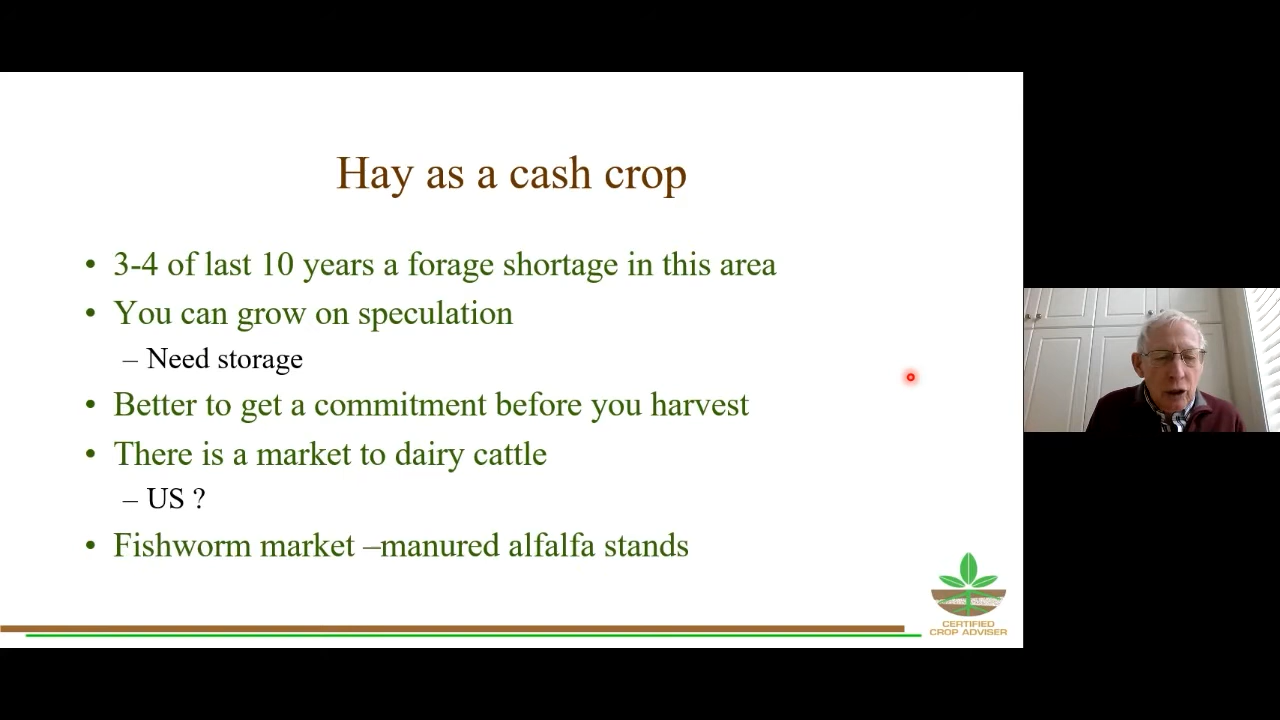 Hay as a cash crop
• 3-4 of last 10 years a forage shortage in this area
• You can grow on speculation
– Need storage
• Better to get a commitment before you harvest
• There is a market to dairy cattle
– US ?
• Fishworm market –manured alfalfa stands
CERTIFIED
CROP ADVISER